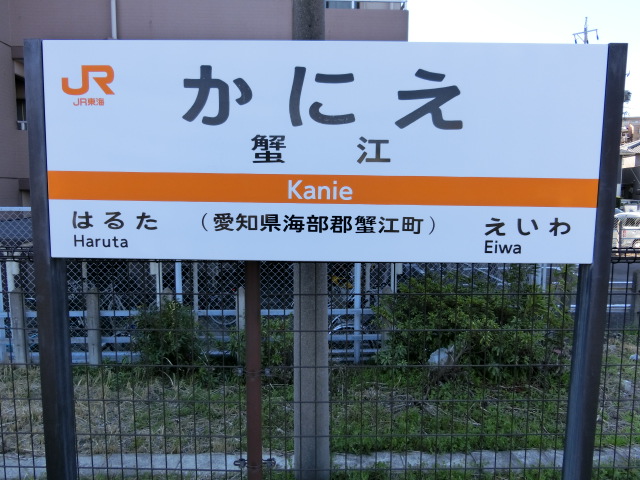 JR
JR東海
かにえ
蟹江
Kanie
はるた
Haruta
（愛知県海部郡蟹江町）
えいわ
Eiwa